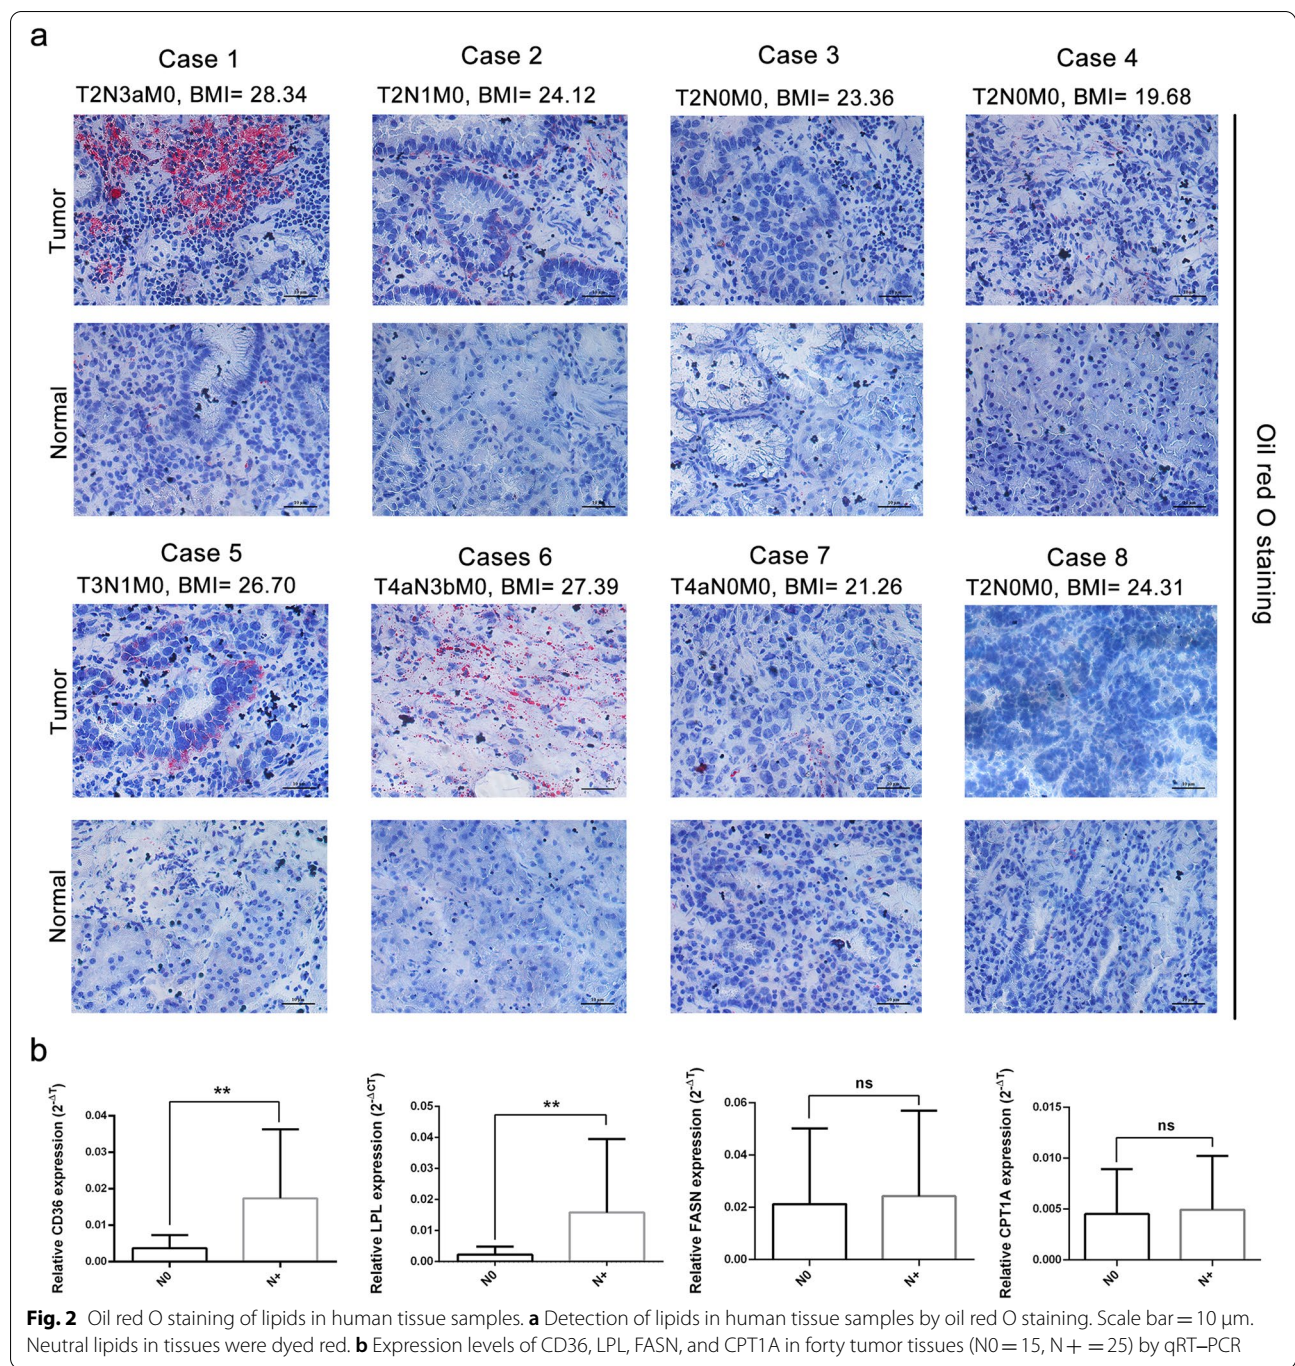 a
Case 1
T2N3aM0, BMI= 28.34
Case 2
T2N1M0, BMI= 24.12
Case 3
T2N0M0, BMI= 23.36
Case 4
T2N0M0, BMI= 19.68
Tumor
Normal
Case 5
T3N1M0, BMI= 26.70
Cases 6
T4aN3bM0, BMI= 27.39
Case 7
T4aN0M0, BMI= 21.26
Case 8
T2N0M0, BMI= 24.31
Tumor
Normal
Oil red O staining
b
Relative CD36 expression (2-ΔT)
0.04
0.03
0.02
0.01
0.00
**
N0
N+
Relative LPL expression (2-ΔCT)
0.05
0.04
0.03
0.02
0.01
0.00
**
N0
N+
Relative FASN expression (2-ΔT)
0.06
0.04
0.02
0.00
ns
N0
N+
Relative CPT1A expression (2-ΔT)
0.015
0.010
0.005
0.000
ns
N0
N+
Fig. 2 Oil red O staining of lipids in human tissue samples. a Detection of lipids in human tissue samples by oil red O staining. Scale bar = 10 μm.
Neutral lipids in tissues were dyed red. b Expression levels of CD36, LPL, FASN, and CPT1A in forty tumor tissues (N0 = 15, N + = 25) by qRT–PCR